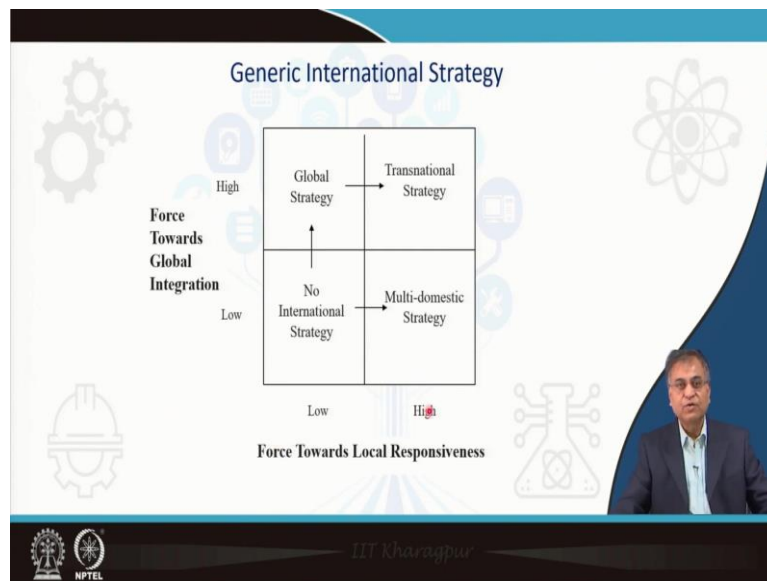 Generic International Strategy
High
Force
Towards
Global
Integration
Low
Global
Strategy
Transnational
Strategy
No
International
Strategy
Multi-domestic
Strategy
Low
High
Force Towards Local Responsiveness
IIT Kharagpur
NPTEL